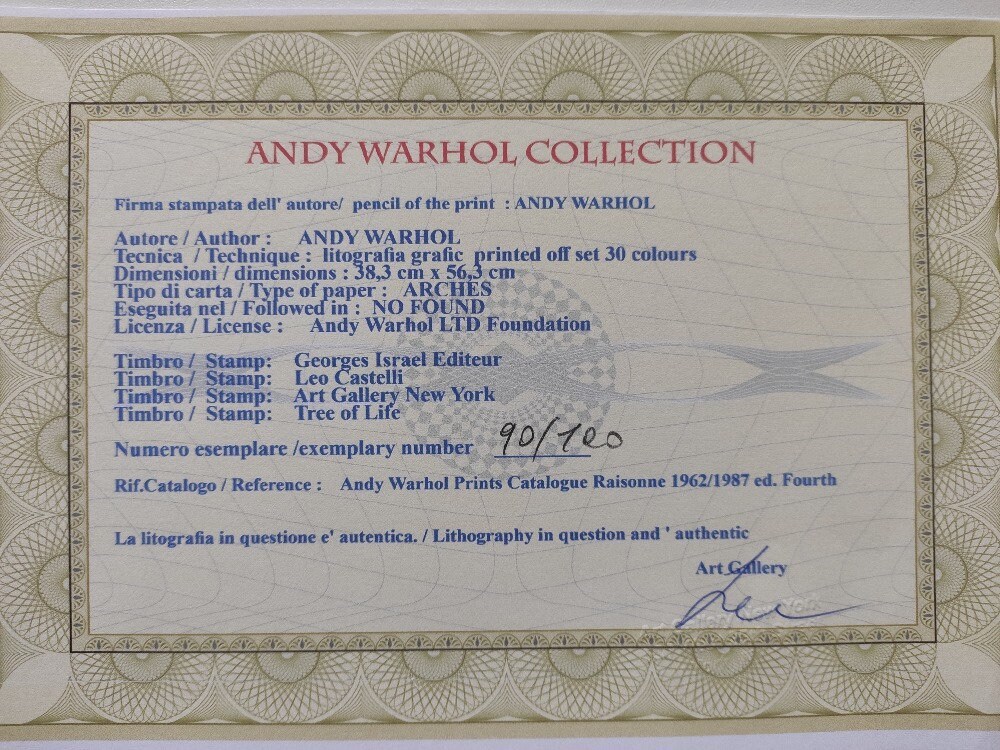 ANDY WARHOL COLLECTION
Firma stampata dell' autore/ pencil of the print : ANDY WARHOL
Autore / Author : ANDY WARHOL
Tecnica / Technique : litografia grafic printed off set 30 colours
Dimensioni / dimensions : 38,3 cm x 56,3 cm
Tipo di carta / Type of paper : ARCHES
Eseguita nel / Followed in : NO FOUND
Licenza / License : Andy Warhol LTD Foundation
Timbro / Stamp: Georges Israel Editeur
Timbro / Stamp: Leo Castelli
Timbro / Stamp: Art Gallery New York
Timbro / Stamp: Tree of Life
Numero esemplare /exemplary number 90/100
Rif.Catalogo / Reference : Andy Warhol Prints Catalogue Raisonne 1962/1987 ed. Fourth
La litografia in questione e' autentica. / Lithography in question and ' authentic
Art Gallery